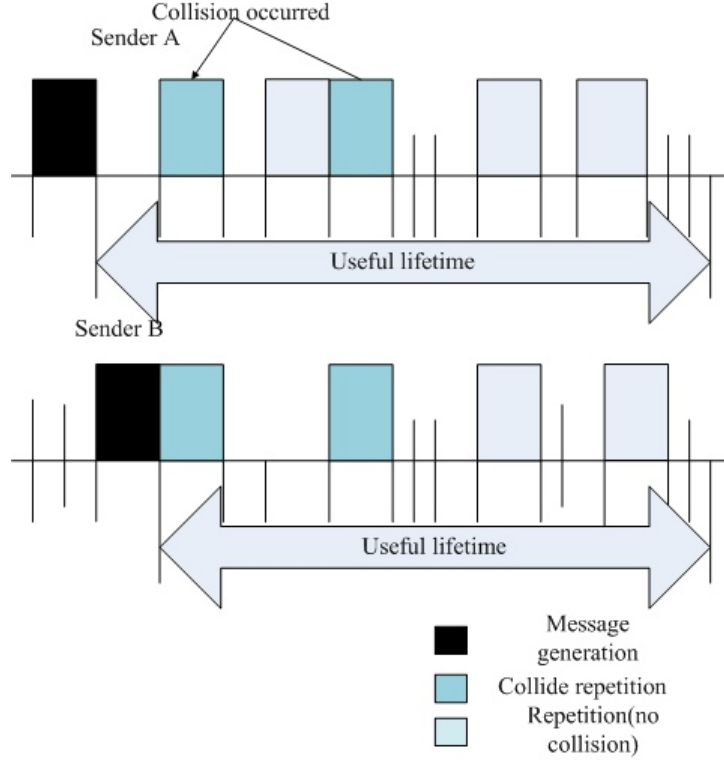 Collision occurred
Sender A
Useful lifetime
Sender B
Useful lifetime
Message
generation
Collide repetition
Repetition(no
collision)